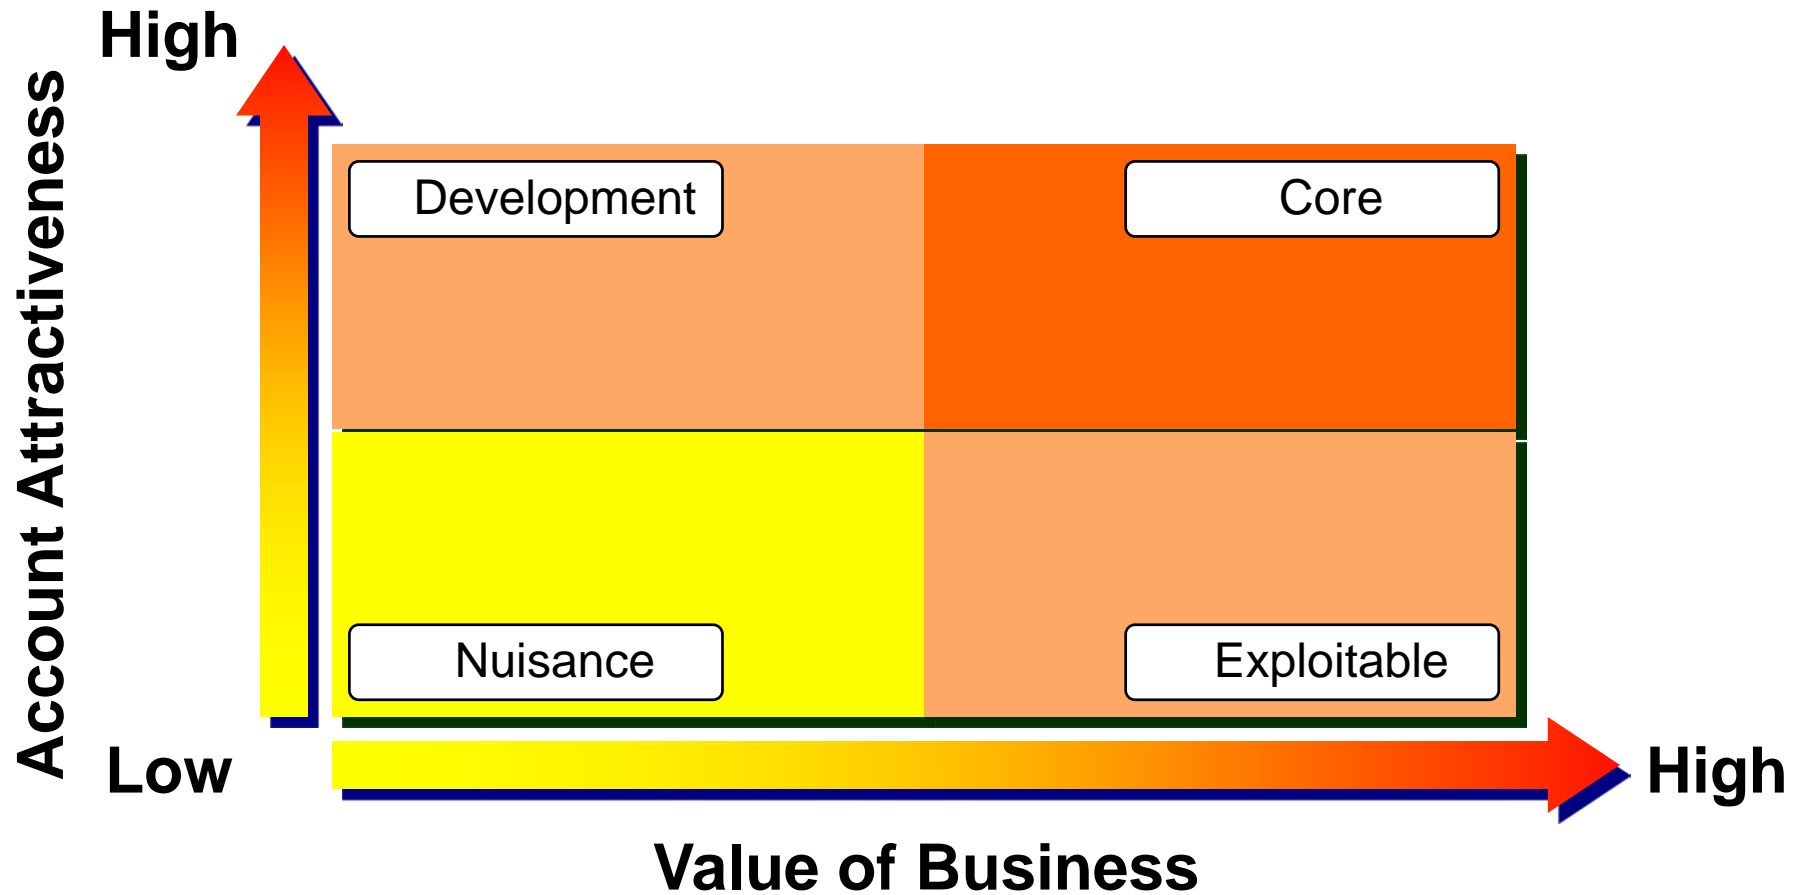 High
Account Attractiveness
Development
Core
Nuisance
Exploitable
Low
High
Value of Business